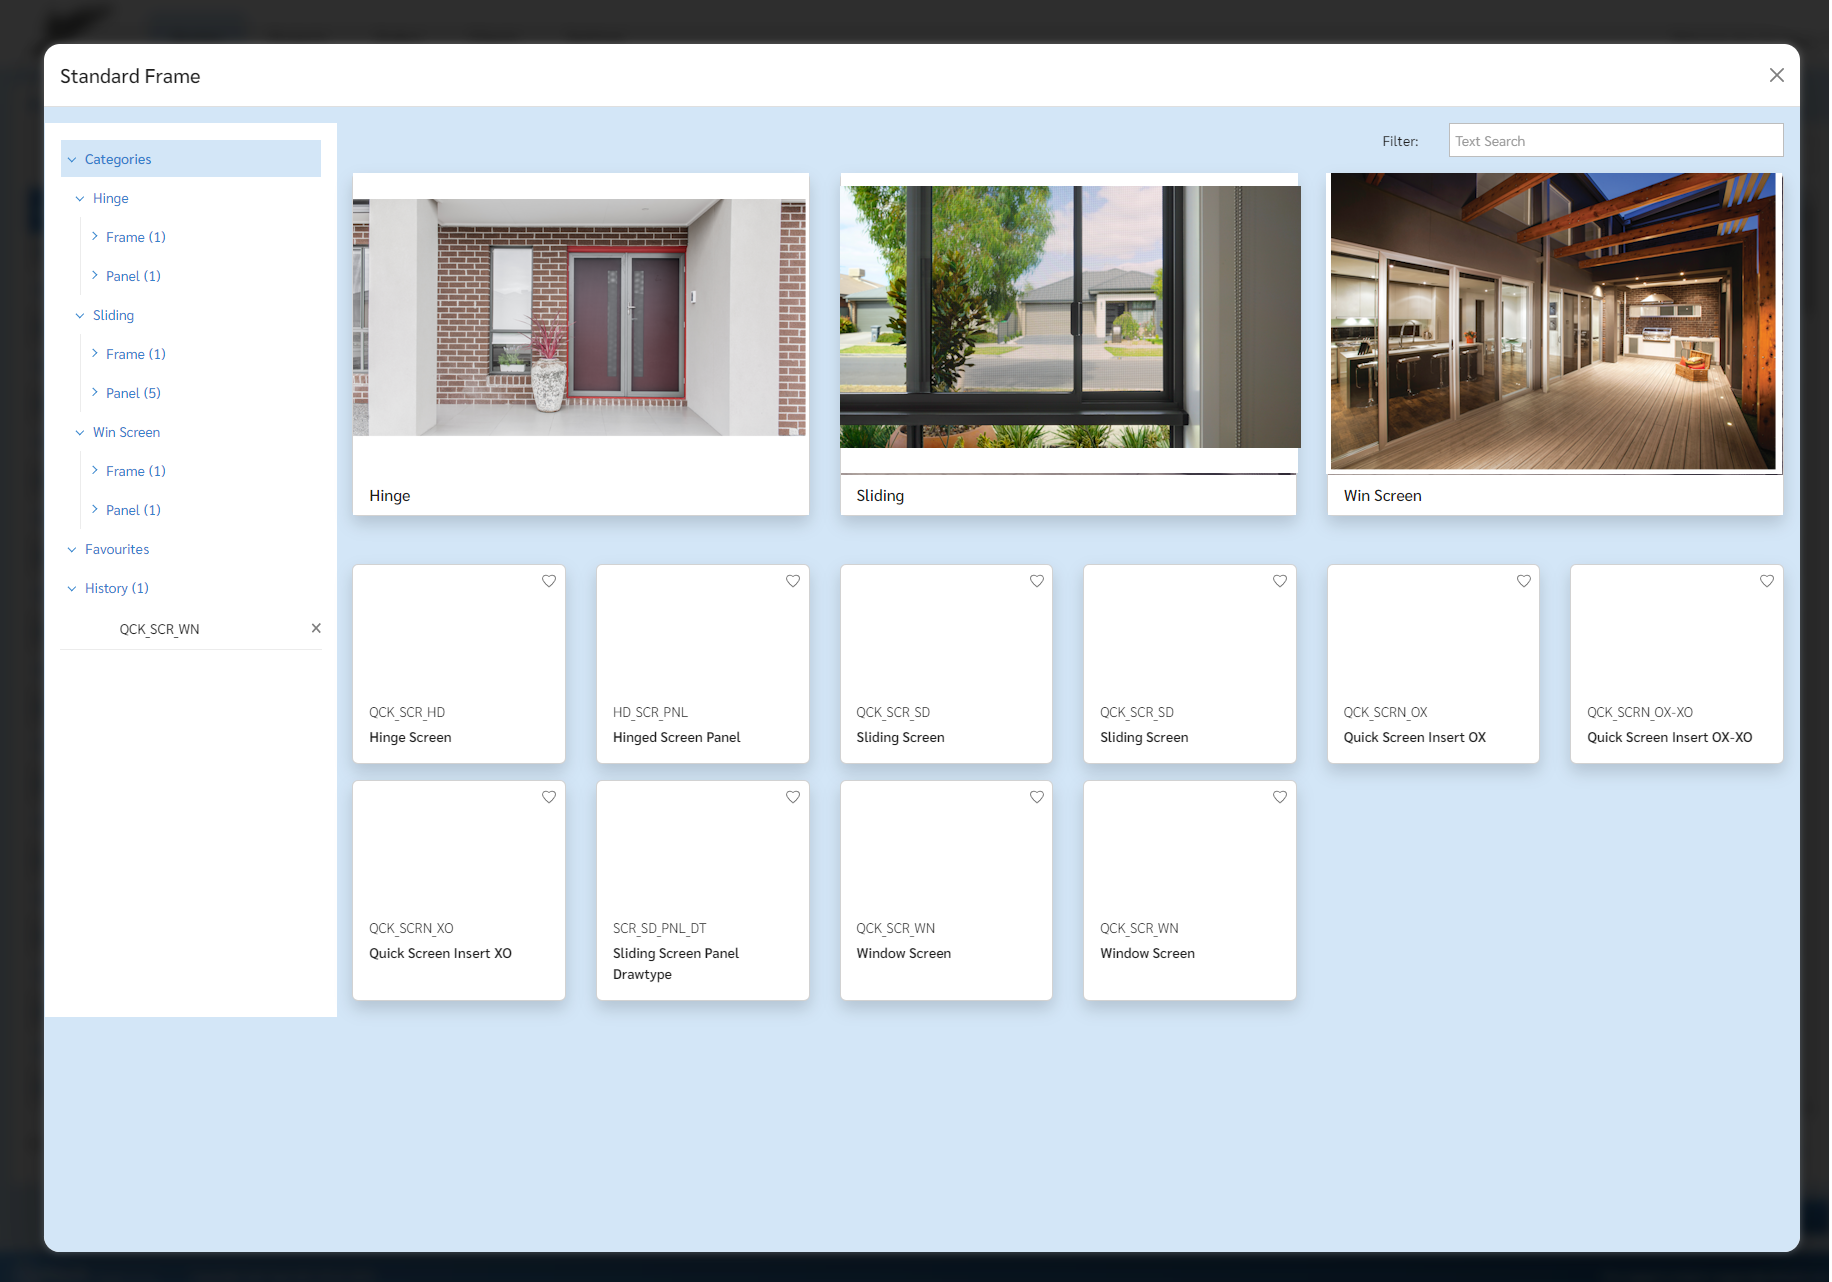 Standard Frame
Categories
Hinge
Frame (1)
Panel (1)
Sliding
Frame (1)
Panel (5)
Win Screen
Frame (1)
Panel (1)
Favourites
History (1)
QCK_SCR_WN
Filter:
Text Search
Hinge
Sliding
Win Screen
QCK_SCR_HD
Hinge Screen
HD_SCR_PNL
Hinged Screen Panel
QCK_SCR_SD
Sliding Screen
QCK_SCR_SD
Sliding Screen
QCK_SCRN_OX
Quick Screen Insert OX
QCK_SCRN_OX-XO
Quick Screen Insert OX-XO
QCK_SCRN_XO
Quick Screen Insert XO
SCR_SD_PNL_DT
Sliding Screen Panel
Drawtype
QCK_SCR_WN
Window Screen
QCK_SCR_WN
Window Screen